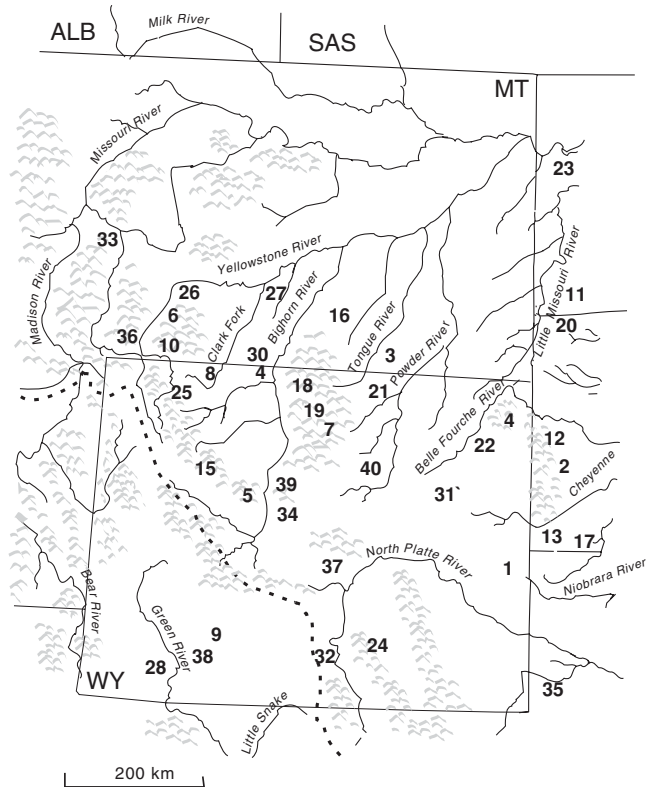 Milk River
ALB
SAS
MT
Missouri River
23
33
Yellowstone River
Madison River
26
27
Bighorn River
11
Little Missouri River
6
16
20
Clark Fork
Tongue River
36
10
30
3
Powder River
8
4
18
21
25
19
4
7
Belle Fourche River
12
22
15
40
2
Cheyenne
39
5
31`
34
13
17
North Platte River
37
1
Niobrara River
Bear River
Green River
9
24
38
32
28
WY
35
Little Snake
200 km